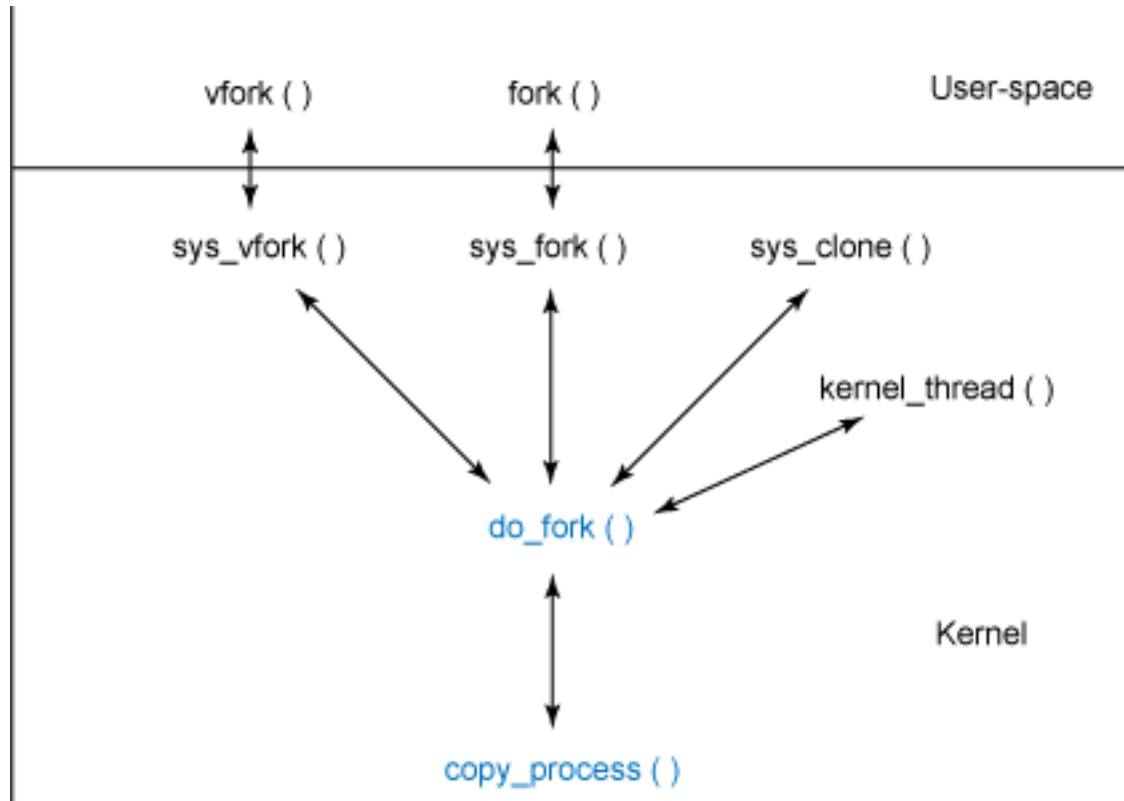 vfork ( )
fork ( )
User-space
sys_vfork ( )
sys_fork ( )
sys_clone ( )
kernel_thread ( )
do_fork ( )
Kernel
copy_process ( )